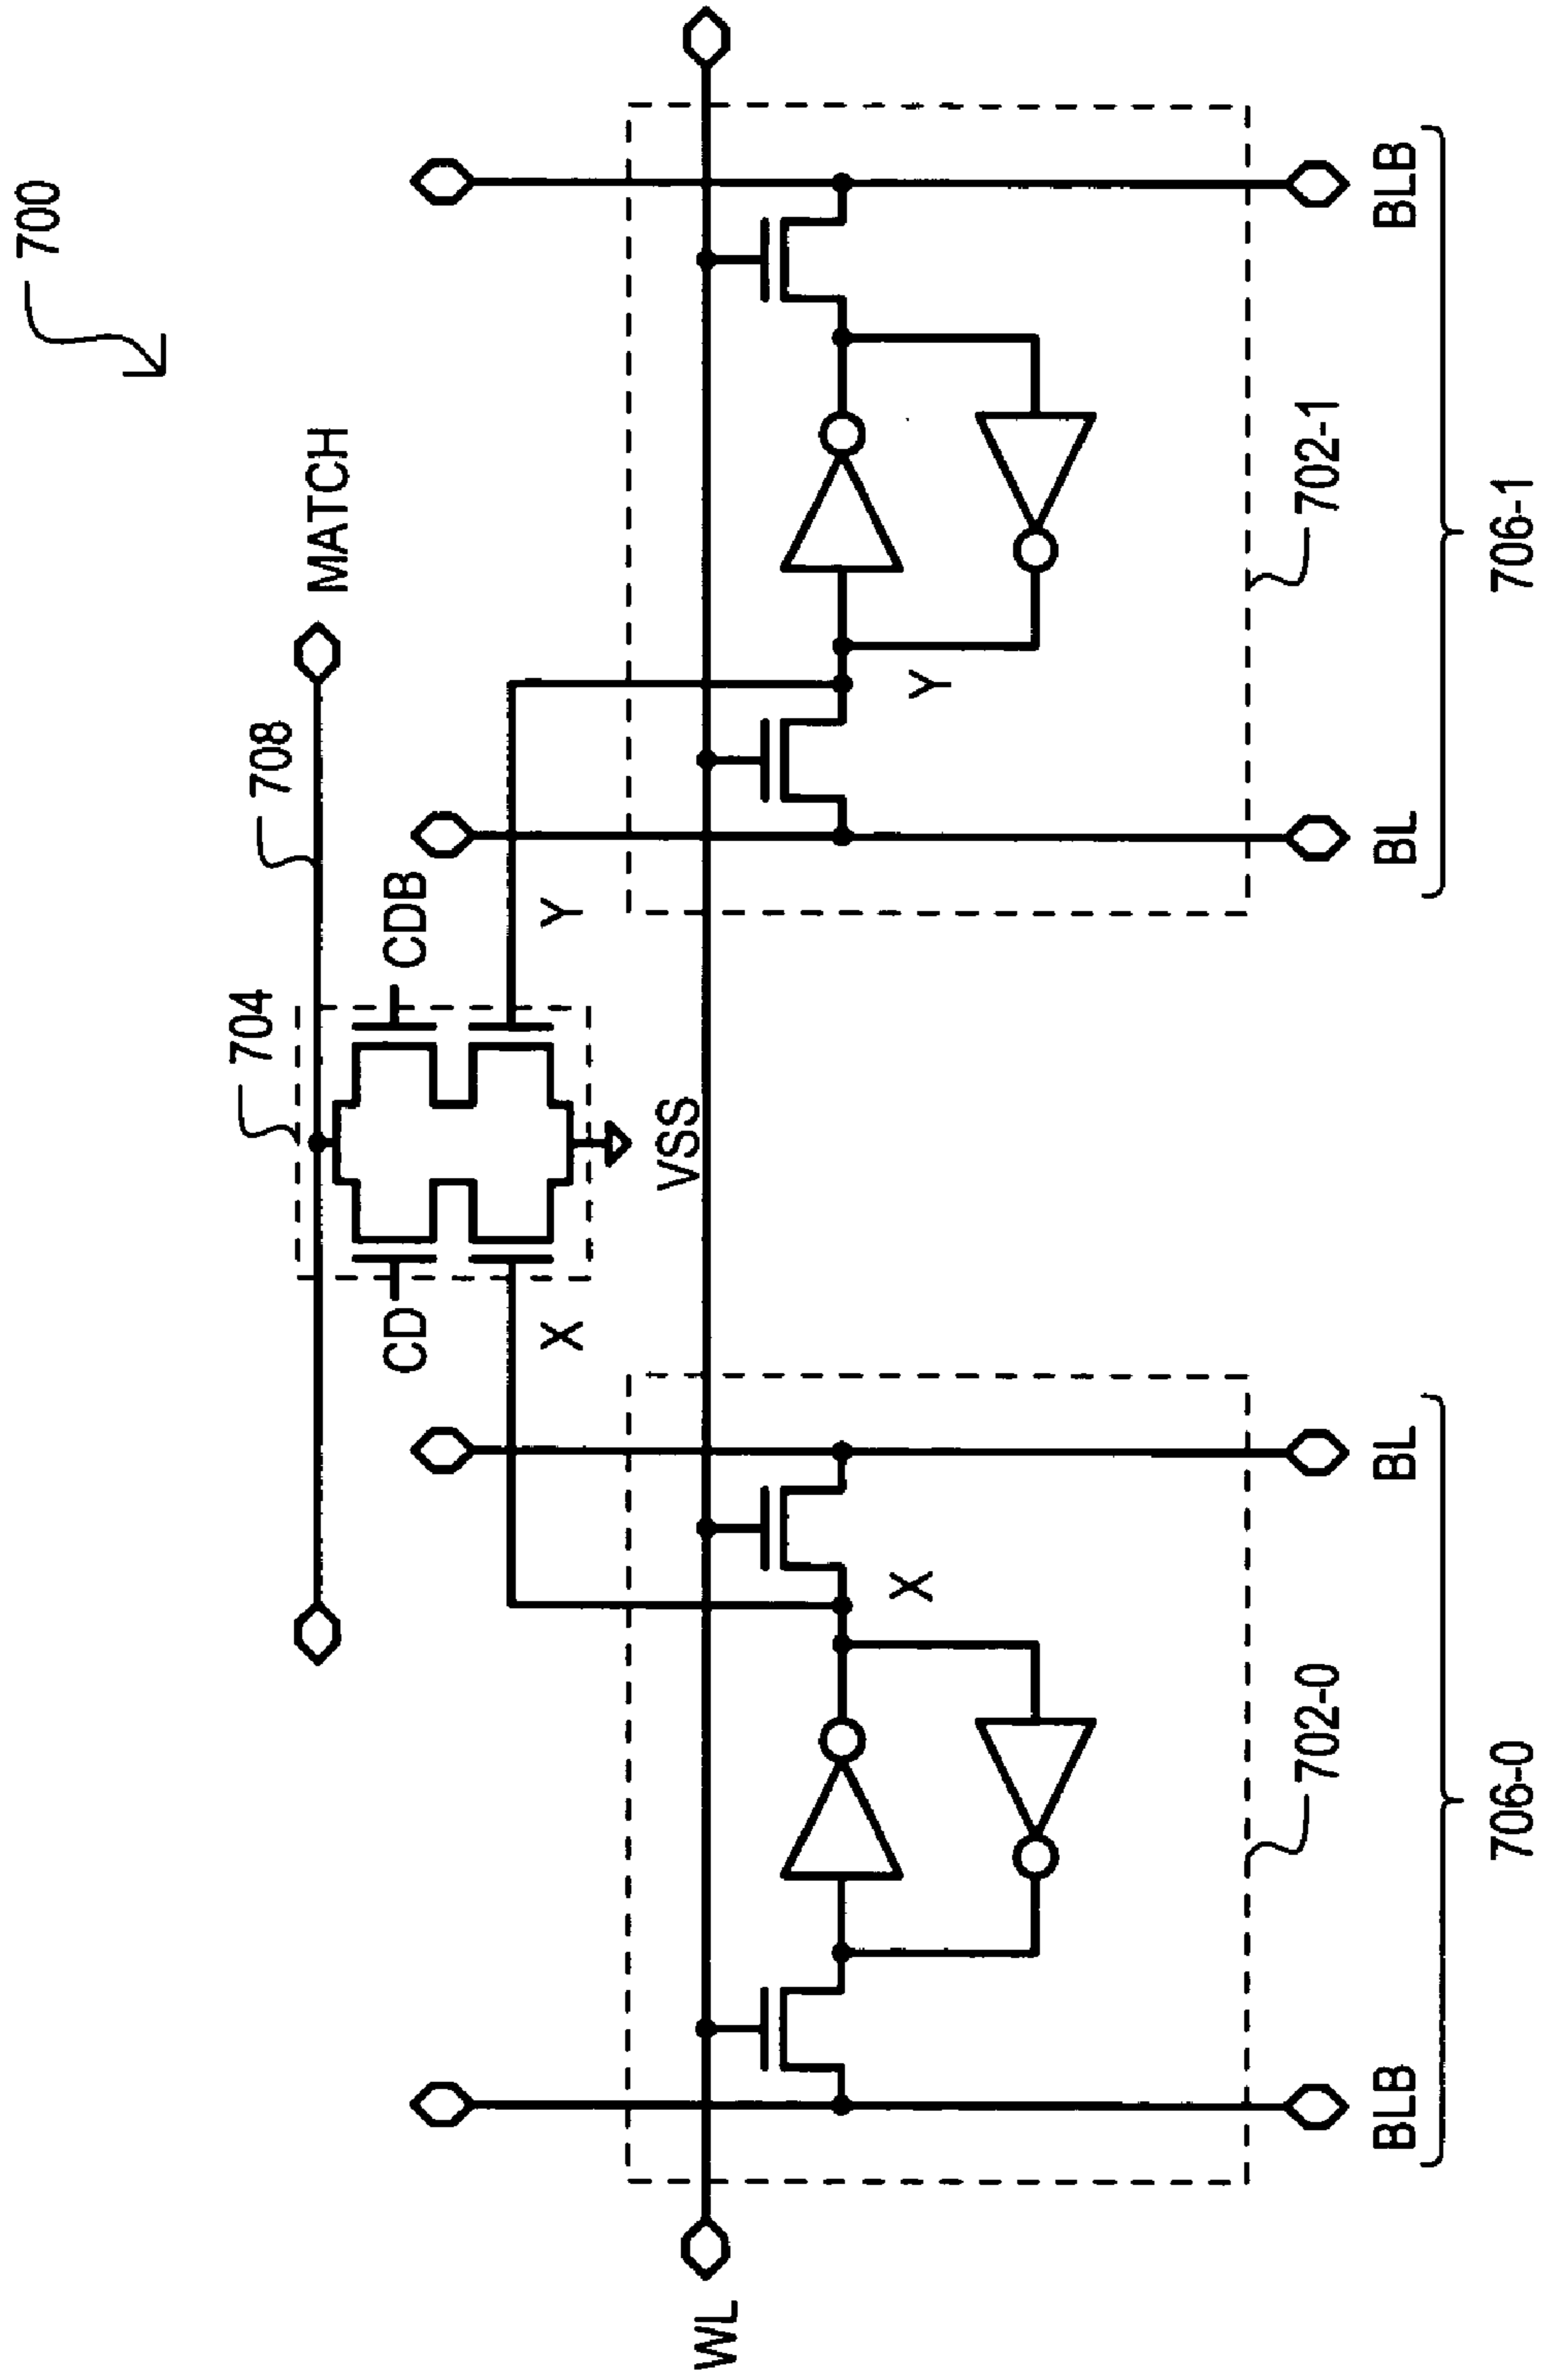 700
MATCH
708
704
CD
CDB
X
Y
VSS
WL
X
Y
702-0
702-1
BLB
BL
BL
BLB
706-0
706-1